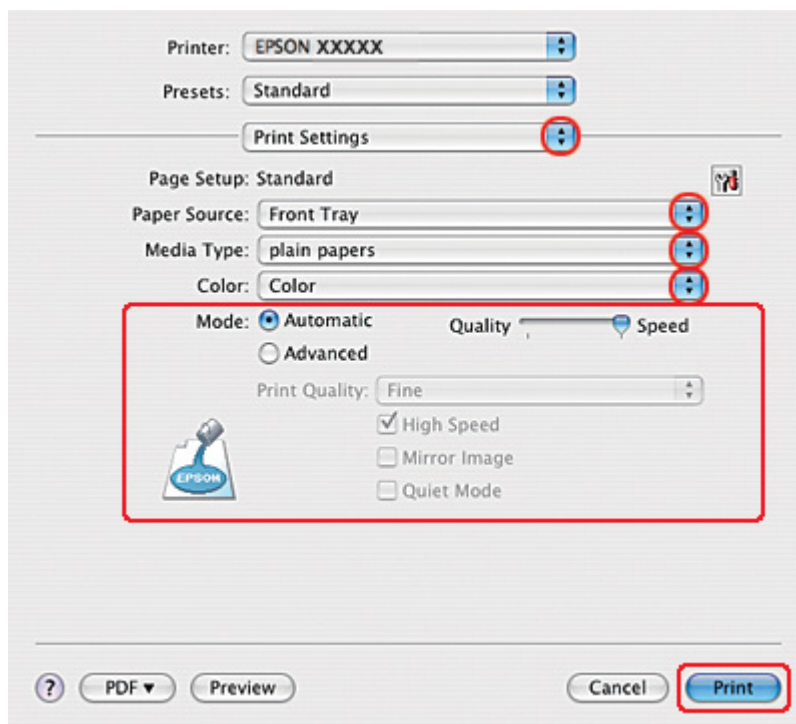 Printer: EPSON XXXXX
Presets: Standard
Print Settings
Page Setup: Standard
Paper Source: Front Tray
Media Type: plain papers
Color: Color
Mode: Automatic Quality Speed
Advanced
Print Quality: Fine
High Speed
Mirror Image
Quiet Mode
EPSON
? PDF ▼ Preview Cancel Print